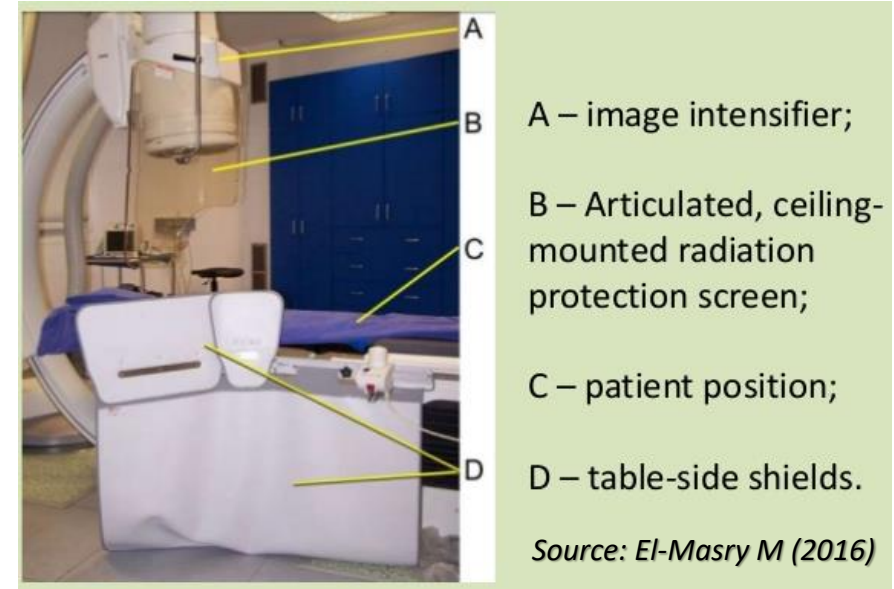 A
B
C
D
A – image intensifier;
B – Articulated, ceiling-
mounted radiation
protection screen;
C – patient position;
D – table-side shields.
Source: El-Masry M (2016)